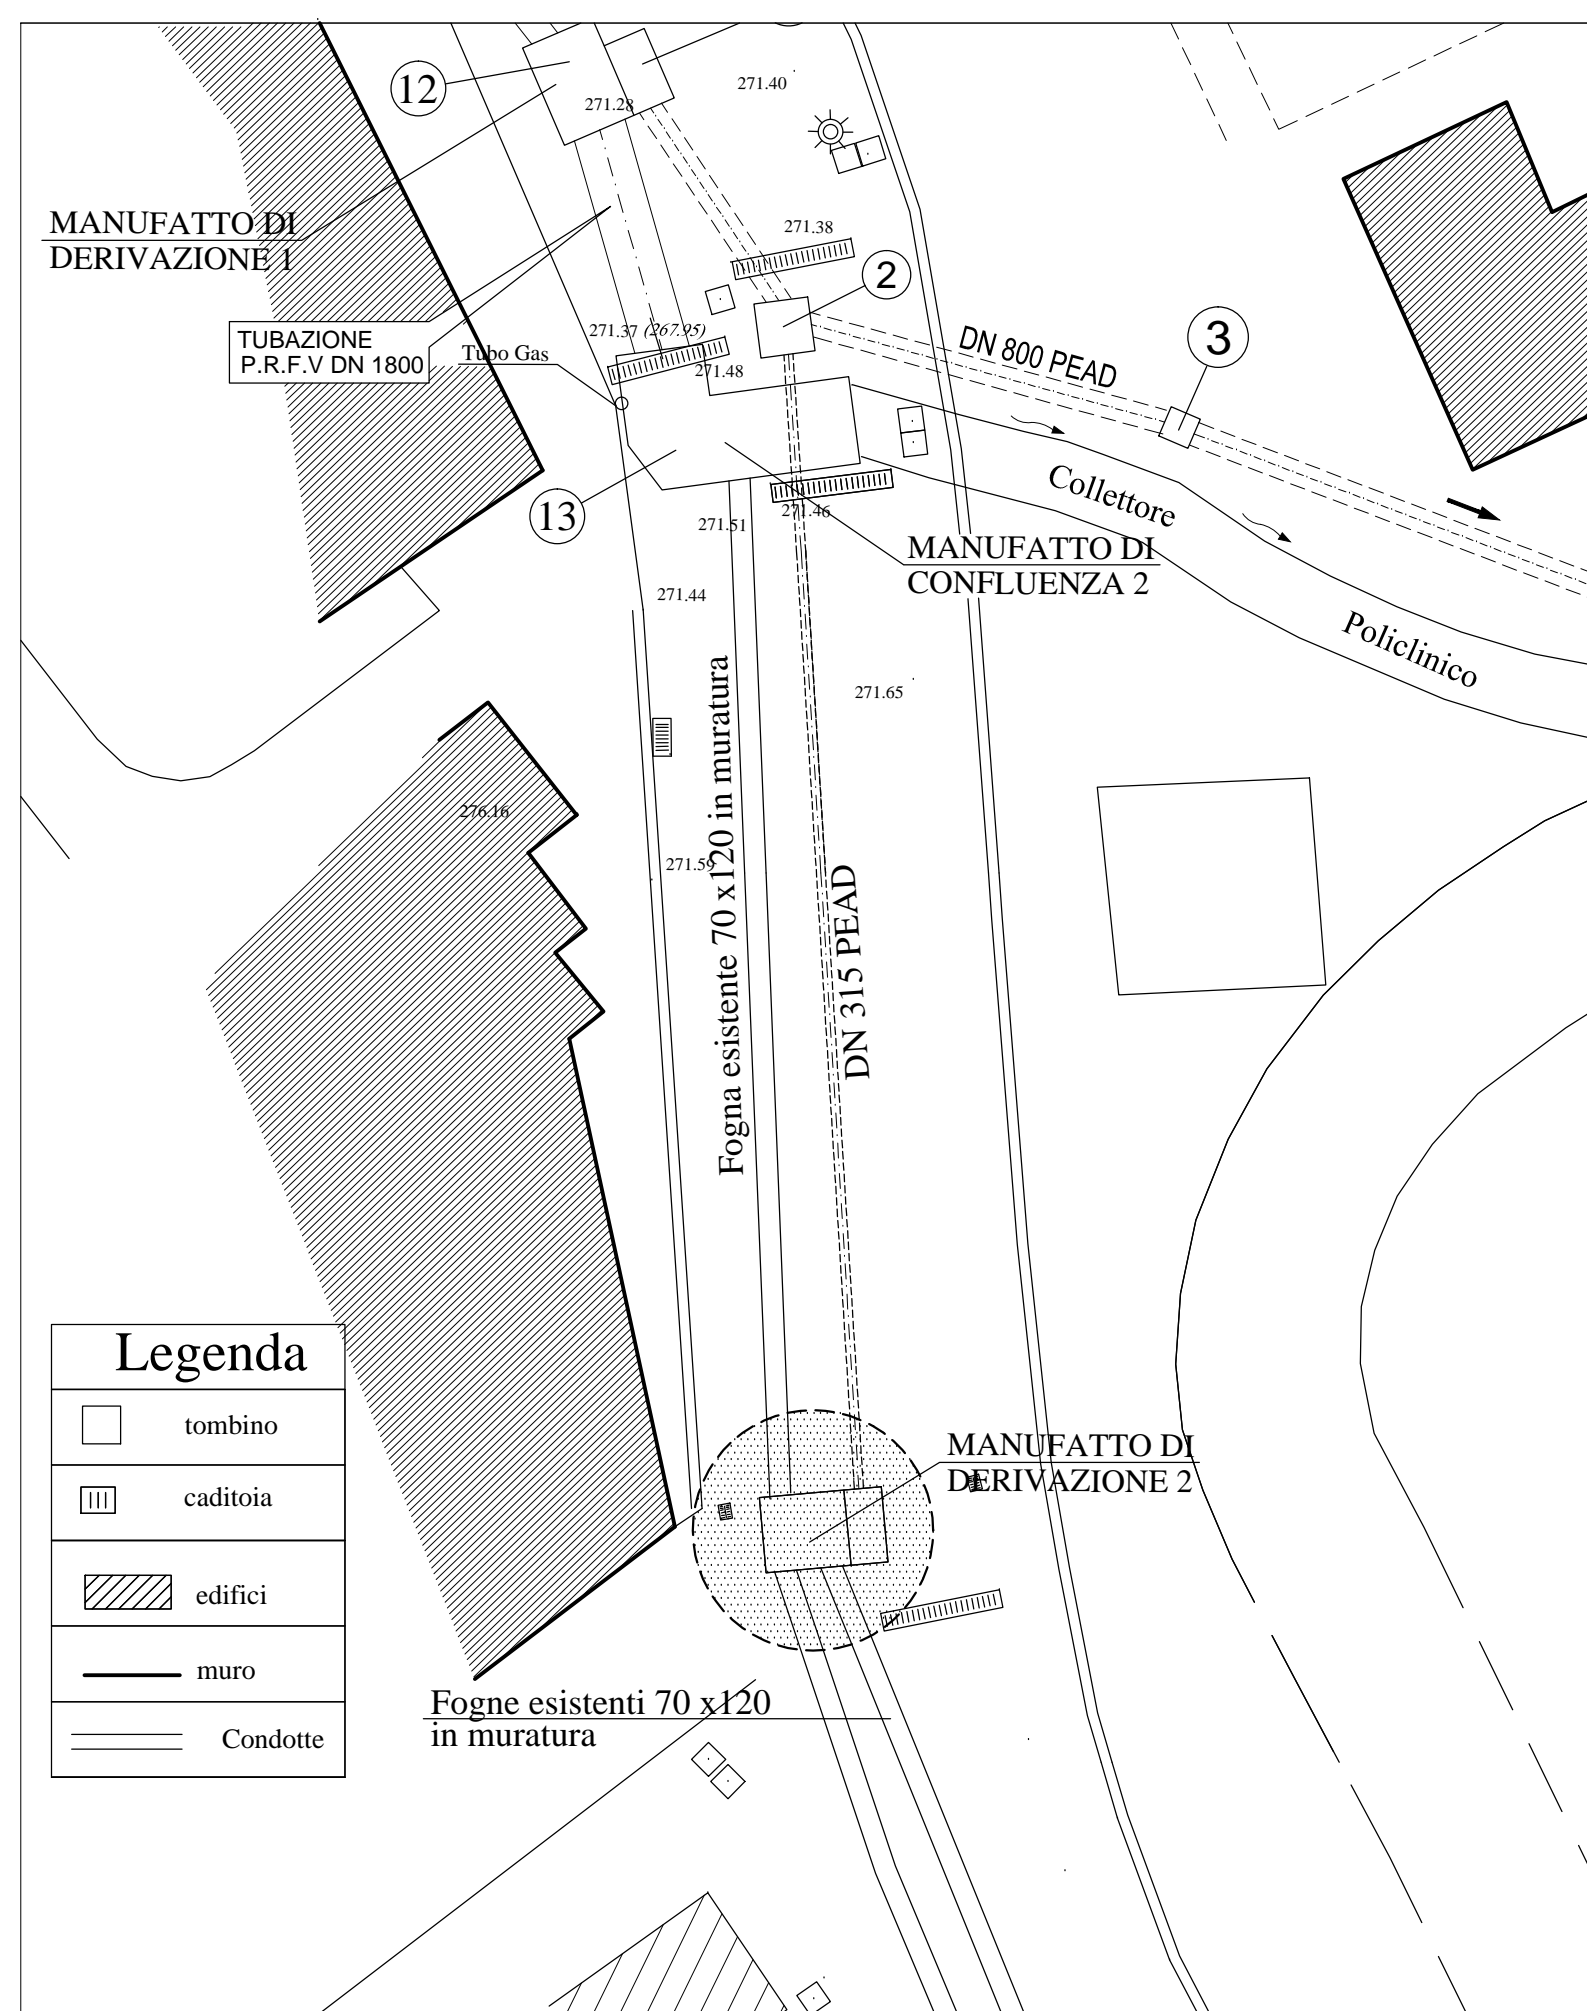 12
271.28
271.40
MANUFATTO DI
DERIVAZIONE 1
271.38
2
TUBAZIONE
P.R.F.V DN 1800
Tubo Gas
271.37 (267.95)
271.48
DN 800 PEAD
3
13
271.51
271.46
Collettore
MANUFATTO DI
CONFLUENZA 2
271.44
Policlinico
271.65
276.16
271.59
Fogna esistente 70 x120 in muratura
DN 315 PEAD
Legenda
tombino
caditoia
edifici
muro
Condotte
MANUFATTO DI
DERIVAZIONE 2
Fogne esistenti 70 x120
in muratura